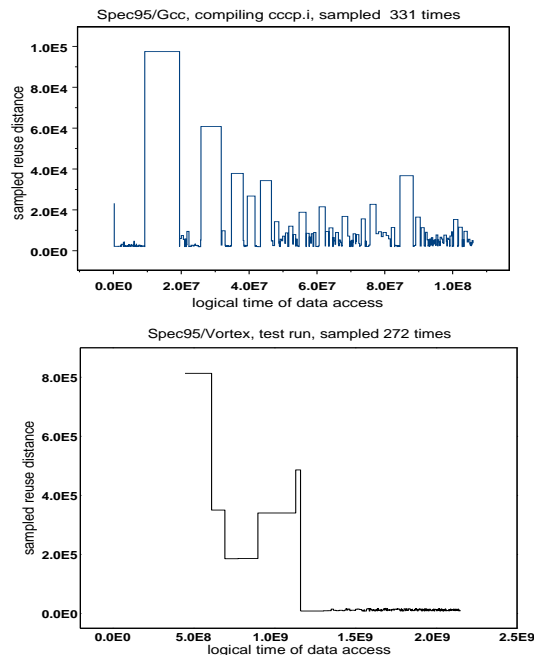 Spec95/Gcc, compiling cccp.i, sampled 331 times
sampled reuse distance
1.0E5
8.0E4
6.0E4
4.0E4
2.0E4
0.0E0
0.0E0 2.0E7 4.0E7 6.0E7 8.0E7 1.0E8
logical time of data access
Spec95/Vortex, test run, sampled 272 times
sampled reuse distance
8.0E5
6.0E5
4.0E5
2.0E5
0.0E0
0.0E0 5.0E8 1.0E9 1.5E9 2.0E9 2.5E9
logical time of data access